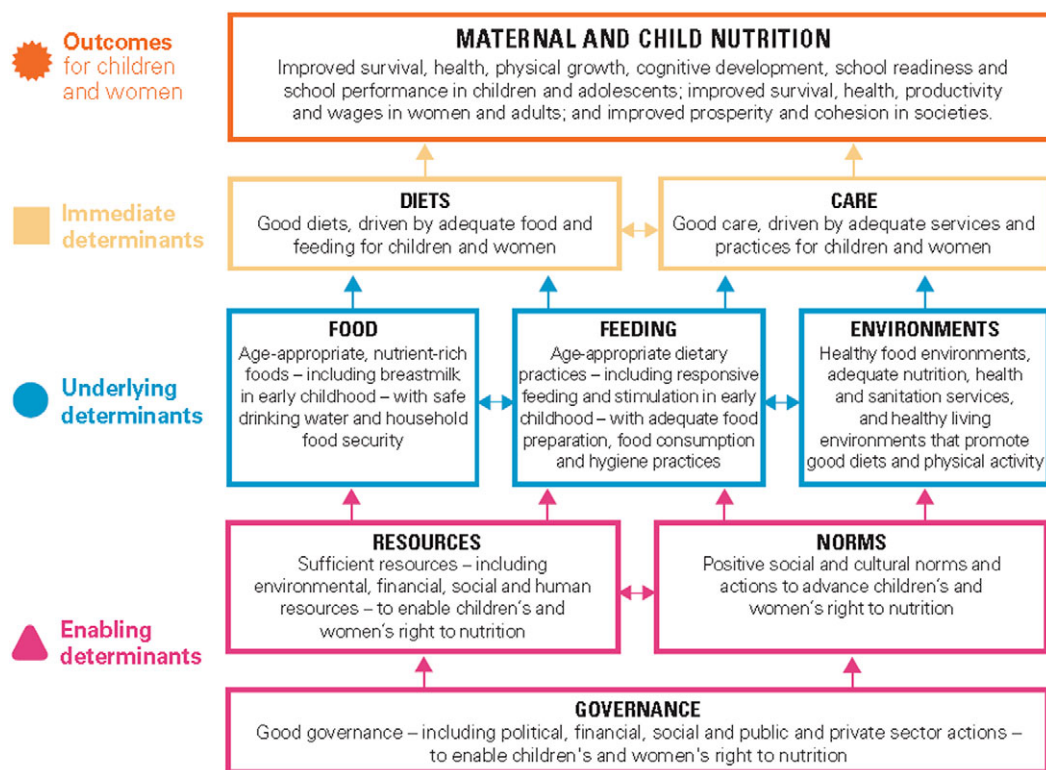 Outcomes
for children
and women
MATERNAL AND CHILD NUTRITION
Improved survival, health, physical growth, cognitive development, school readiness and
school performance in children and adolescents; improved survival, health, productivity
and wages in women and adults; and improved prosperity and cohesion in societies.
Immediate
determinants
DIETS
Good diets, driven by adequate food and
feeding for children and women
CARE
Good care, driven by adequate services and
practices for children and women
Underlying
determinants
FOOD
Age-appropriate, nutrient-rich
foods – including breastmilk
in early childhood – with safe
drinking water and household
food security
FEEDING
Age-appropriate dietary
practices – including responsive
feeding and stimulation in early
childhood – with adequate food
preparation, food consumption
and hygiene practices
ENVIRONMENTS
Healthy food environments,
adequate nutrition, health
and sanitation services,
and healthy living
environments that promote
good diets and physical activity
Enabling
determinants
RESOURCES
Sufficient resources – including
environmental, financial, social and human
resources – to enable children's and
women's right to nutrition
NORMS
Positive social and cultural norms and
actions to advance children's and
women's right to nutrition
GOVERNANCE
Good governance – including political, financial, social and public and private sector actions –
to enable children's and women's right to nutrition